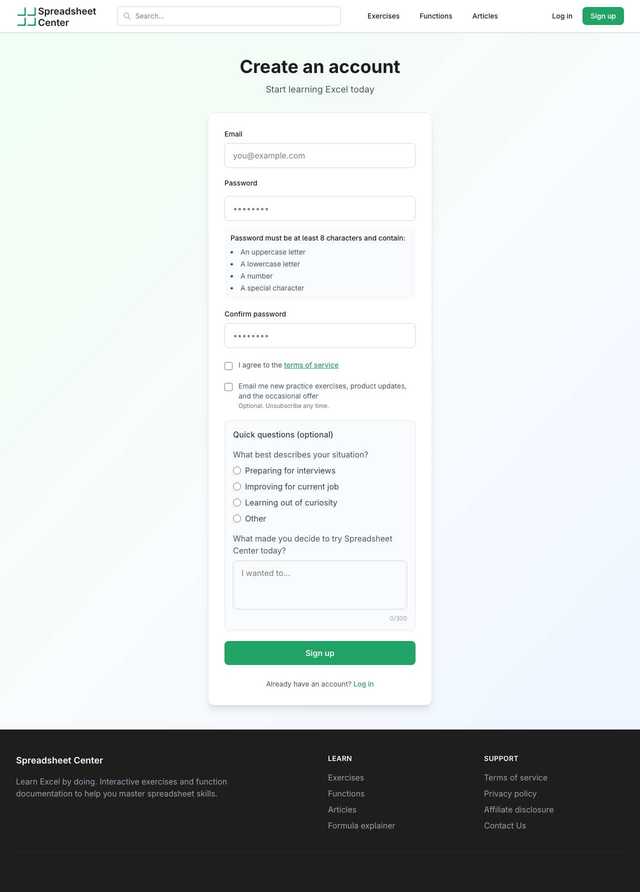 Spreadsheet
Center
Search...
Exercises
Functions
Articles
Log in
Sign up
Create an account
Start learning Excel today
Email
you@example.com
Password
••••••••
Password must be at least 8 characters and contain:
• An uppercase letter
• A lowercase letter
• A number
• A special character
Confirm password
••••••••
I agree to the terms of service
Email me new practice exercises, product updates,
and the occasional offer
Optional. Unsubscribe any time.
Quick questions (optional)
What best describes your situation?
Preparing for interviews
Improving for current job
Learning out of curiosity
Other
What made you decide to try Spreadsheet
Center today?
I wanted to...
0/300
Sign up
Already have an account? Log in
Spreadsheet Center
Learn Excel by doing. Interactive exercises and function
documentation to help you master spreadsheet skills.
LEARN
Exercises
Functions
Articles
Formula explainer
SUPPORT
Terms of service
Privacy policy
Affiliate disclosure
Contact Us